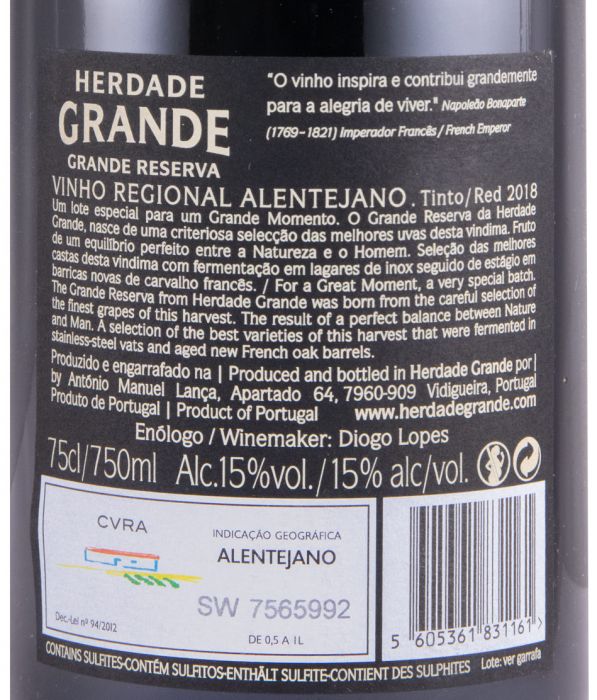 HERDADE
GRANDE
GRANDE RESERVA
"O vinho inspira e contribui grandemente
para a alegria de viver." Napoleão Bonaparte
(1769–1821) Imperador Francês / French Emperor
VINHO REGIONAL ALENTEJANO. Tinto/Red 2018
Um lote especial para um Grande Momento. O Grande Reserva da Herdade
Grande, nasce de uma criteriosa selecção das melhores uvas desta vindima. Fruto
de um equilíbrio perfeito entre a Natureza e o Homem. Seleção das melhores
castas desta vindima com fermentação em lagares de inox seguido de estágio em
barricas novas de carvalho francês. / For a Great Moment, a very special batch.
The Grande Reserva from Herdade Grande was born from the careful selection of
the finest grapes of this harvest. The result of a perfect balance between Nature
and Man. A selection of the best varieties of this harvest that were fermented in
stainless-steel vats and aged new French oak barrels.
Produzido e engarrafado na | Produced and bottled in Herdade Grande por |
by António Manuel Lança, Apartado 64, 7960-909 Vidigueira, Portugal
Produto de Portugal | Product of Portugal www.herdadegrande.com
Enólogo / Winemaker: Diogo Lopes
75cl/750ml Alc.15%vol./15% alc/vol.
CVRA
INDICAÇÃO GEOGRÁFICA
ALENTEJANO
SW 7565992
Dec.-Lei nº 94/2012
DE 0,5 A 1L
5 605361 831161 >
CONTAINS SULFITES-CONTÉM SULFITOS-ENTHÄLT SULFITE-CONTIENT DES SULPHITES Lote: ver garrafa